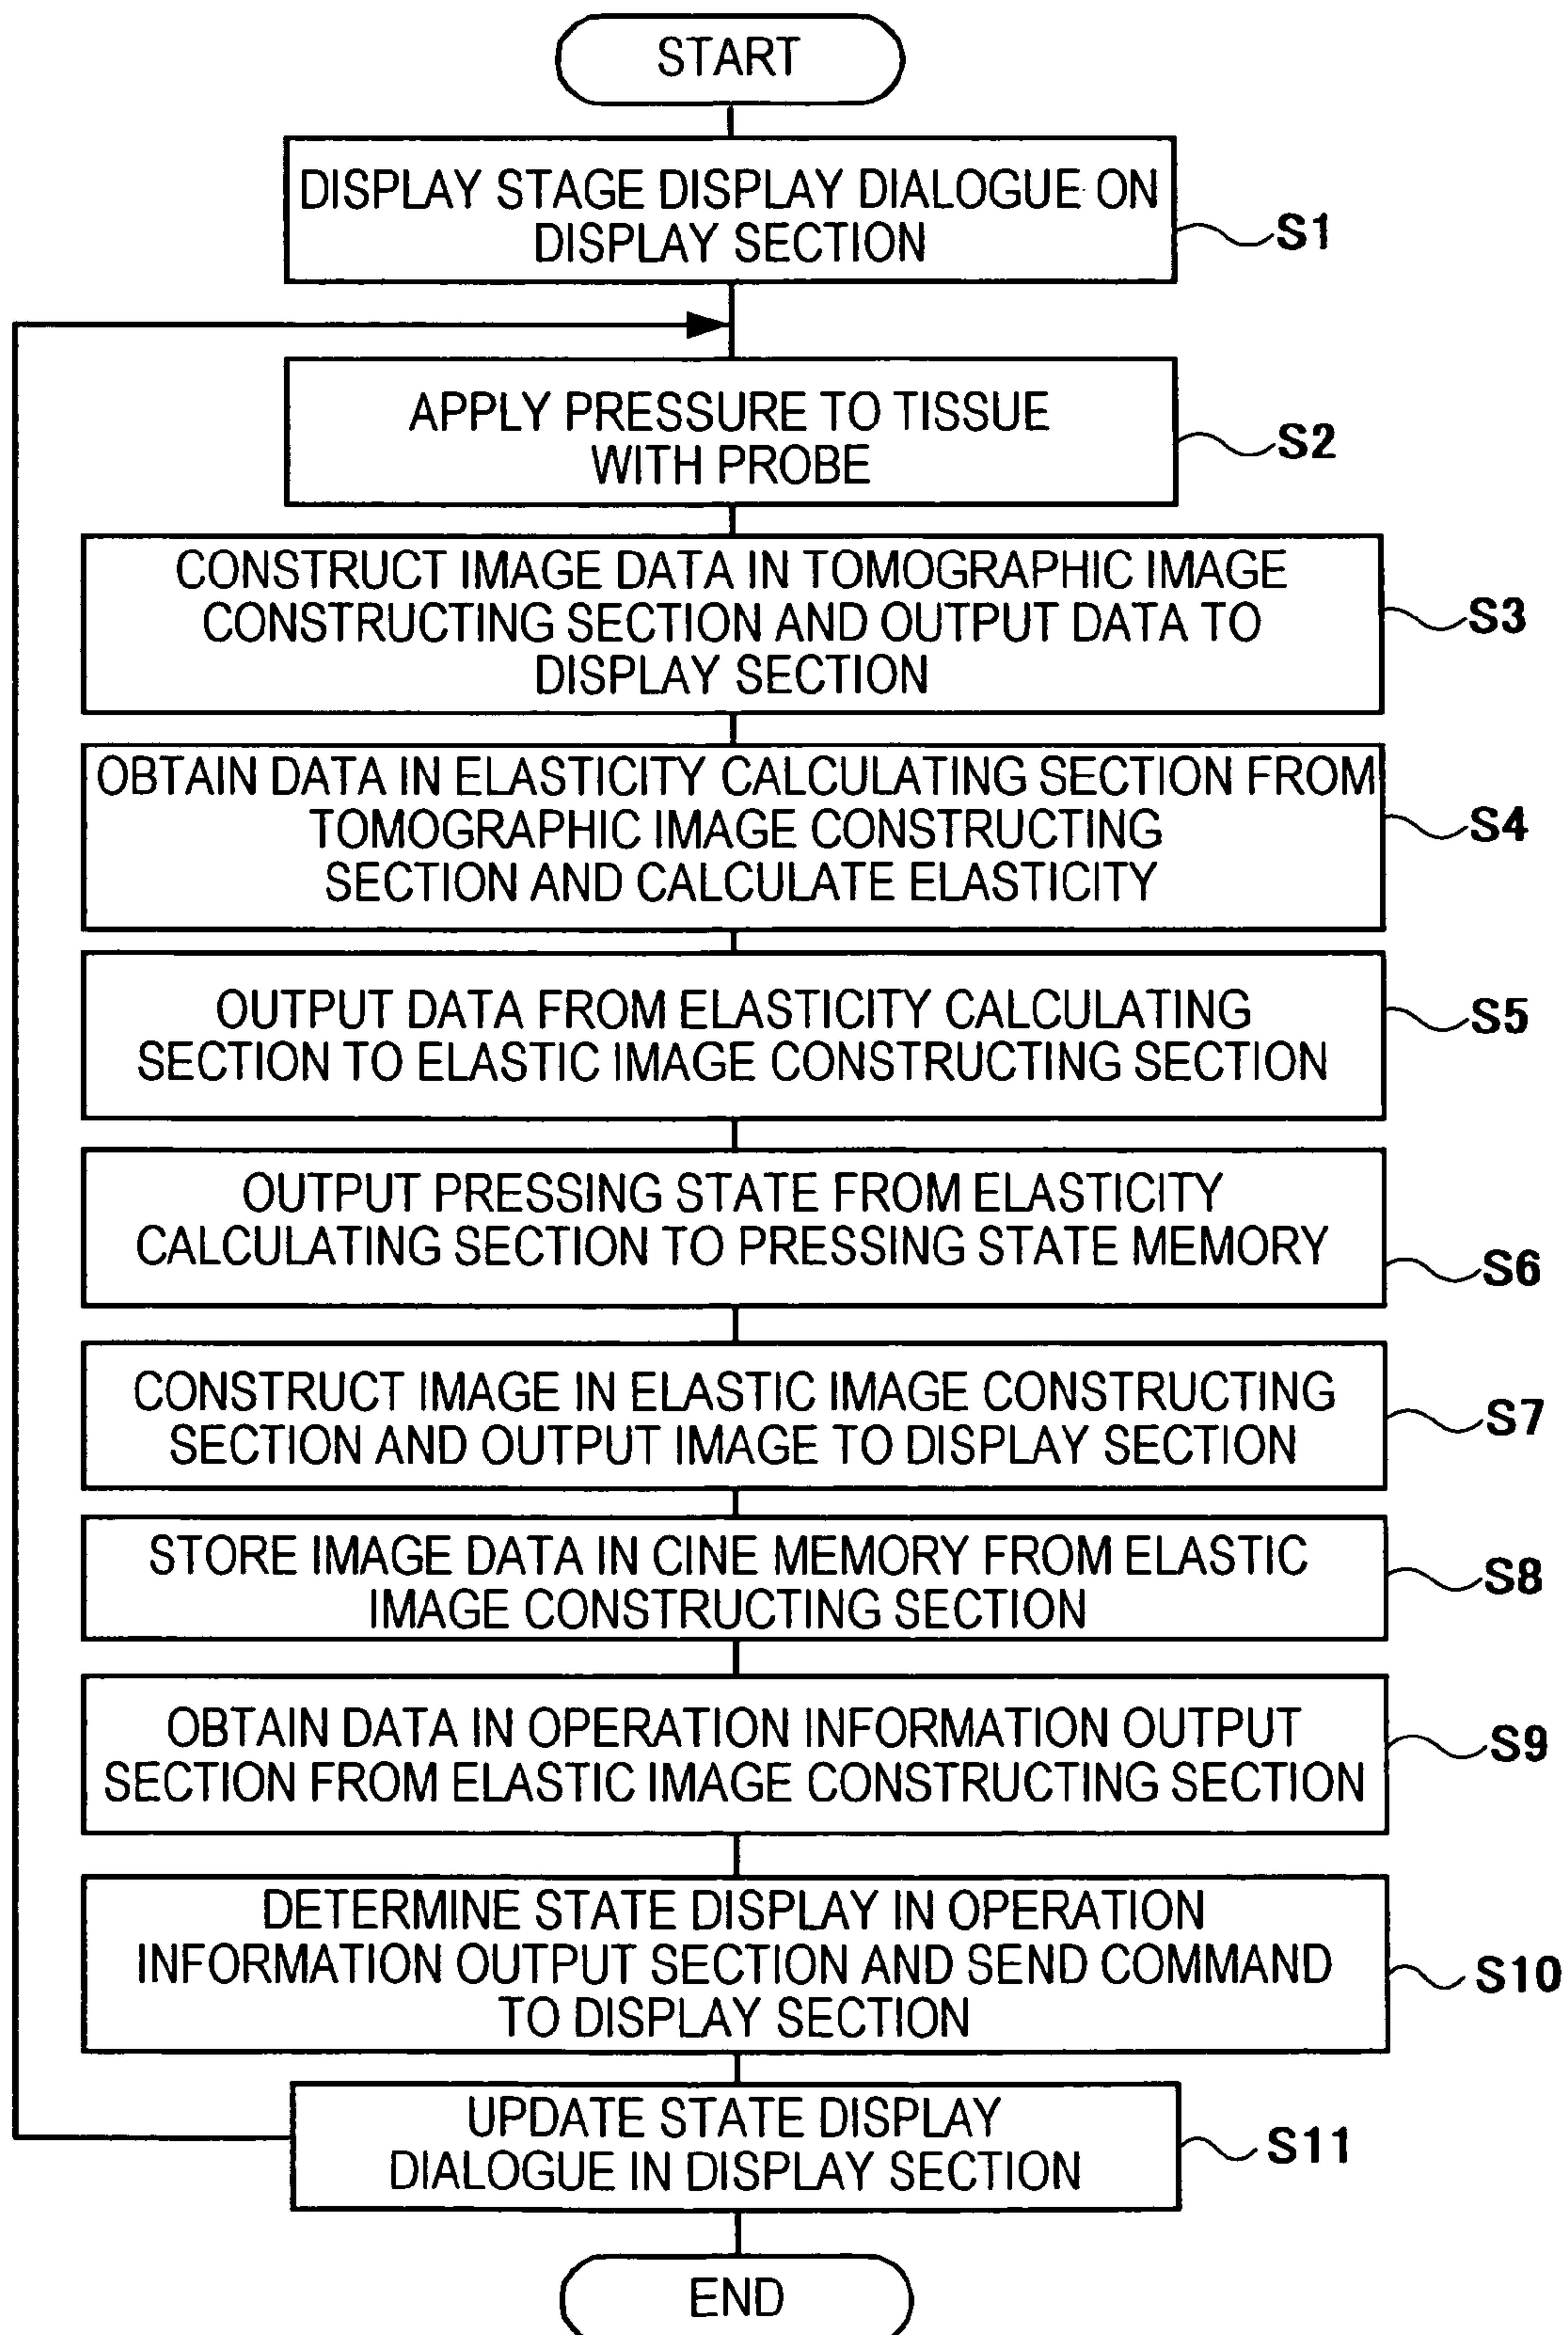 START
DISPLAY STAGE DISPLAY DIALOGUE ON
DISPLAY SECTION
S1
APPLY PRESSURE TO TISSUE
WITH PROBE
S2
CONSTRUCT IMAGE DATA IN TOMOGRAPHIC IMAGE
CONSTRUCTING SECTION AND OUTPUT DATA TO
DISPLAY SECTION
S3
OBTAIN DATA IN ELASTICITY CALCULATING SECTION FROM
TOMOGRAPHIC IMAGE CONSTRUCTING
SECTION AND CALCULATE ELASTICITY
S4
OUTPUT DATA FROM ELASTICITY CALCULATING
SECTION TO ELASTIC IMAGE CONSTRUCTING SECTION
S5
OUTPUT PRESSING STATE FROM ELASTICITY
CALCULATING SECTION TO PRESSING STATE MEMORY
S6
CONSTRUCT IMAGE IN ELASTIC IMAGE CONSTRUCTING
SECTION AND OUTPUT IMAGE TO DISPLAY SECTION
S7
STORE IMAGE DATA IN CINE MEMORY FROM ELASTIC
IMAGE CONSTRUCTING SECTION
S8
OBTAIN DATA IN OPERATION INFORMATION OUTPUT
SECTION FROM ELASTIC IMAGE CONSTRUCTING SECTION
S9
DETERMINE STATE DISPLAY IN OPERATION
INFORMATION OUTPUT SECTION AND SEND COMMAND
TO DISPLAY SECTION
S10
UPDATE STATE DISPLAY
DIALOGUE IN DISPLAY SECTION
S11
END